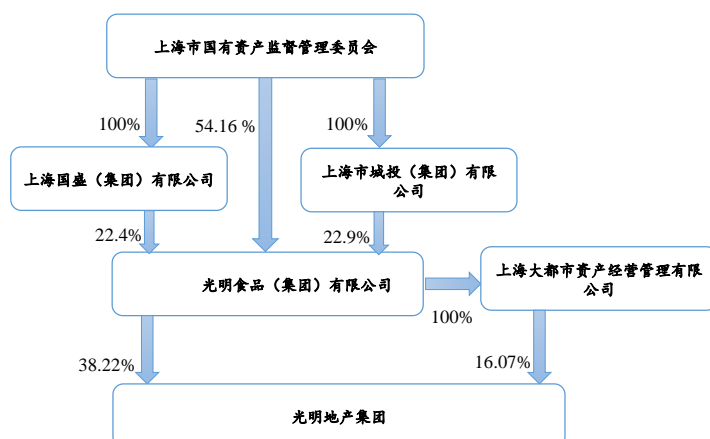 上海市国有资产监督管理委员会
100%
54.16 %
100%
上海国盛（集团）有限公司
上海市城投（集团）有限
公司
22.4%
22.9%
光明食品（集团）有限公司
上海大都市资产经营管理有限
公司
100%
38.22%
16.07%
光明地产集团